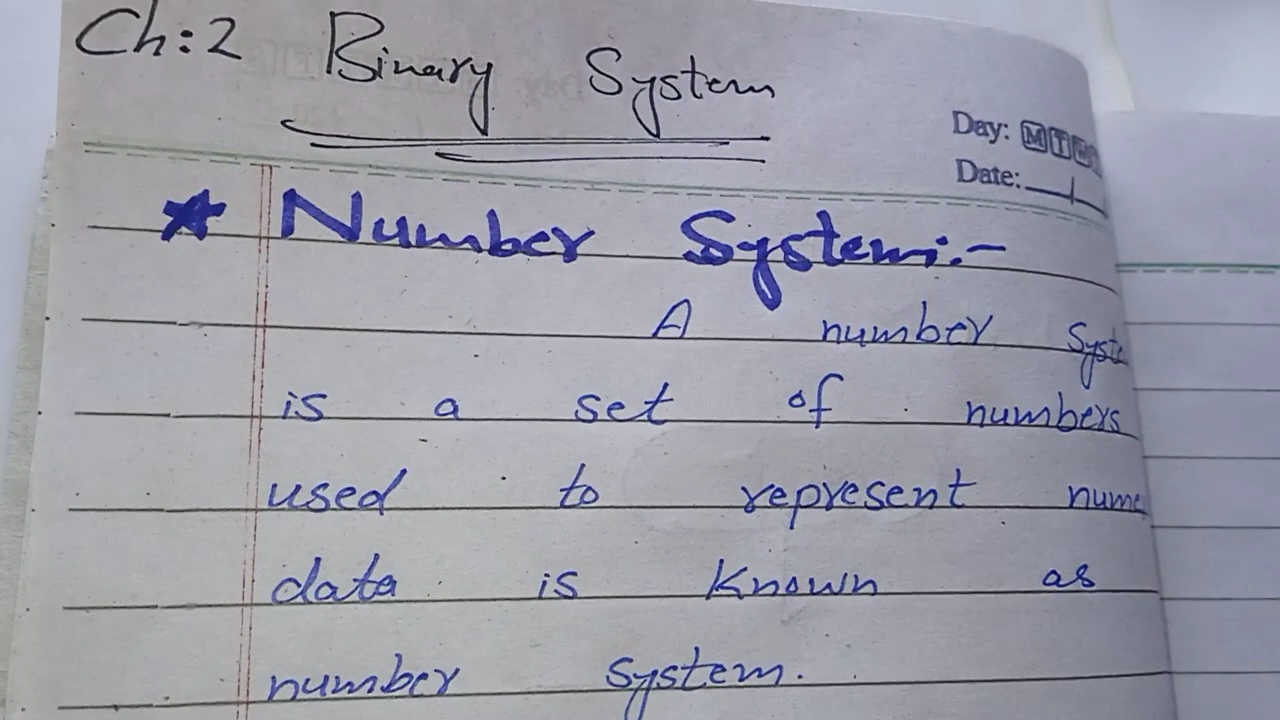 Ch:2 Binary System
Day: M T W T
Date:
* Number System:-
A number Syste
is a set of numbers
used to represent nume
data is known as
number system.